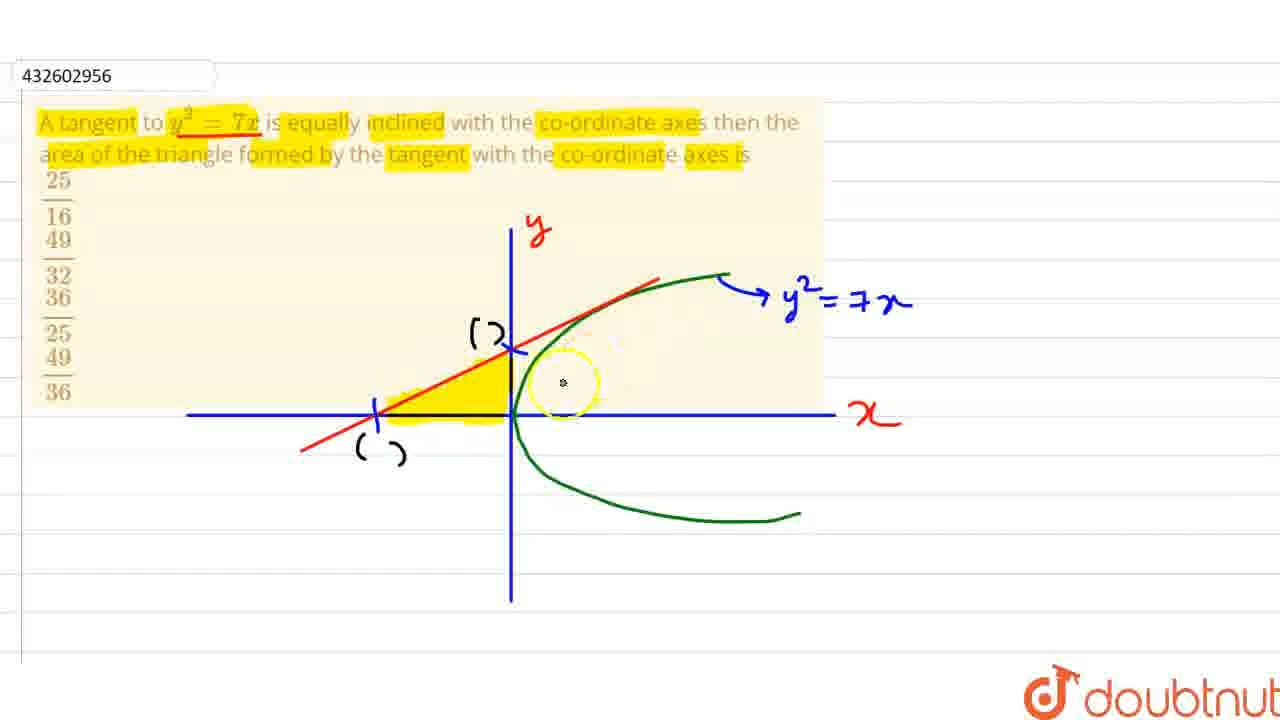 432602956
A tangent to y² = 7x is equally inclined with the co-ordinate axes then the
area of the triangle formed by the tangent with the co-ordinate axes is
25
16
49
32
36
25
49
36
y
y² = 7x
( )
x
( )
doubtnut